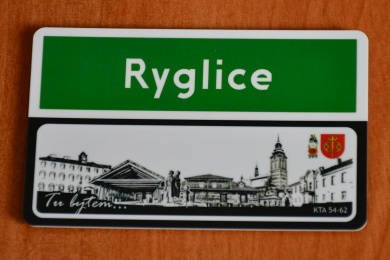 Ryglice
Tu byłem...
KTA 54-62